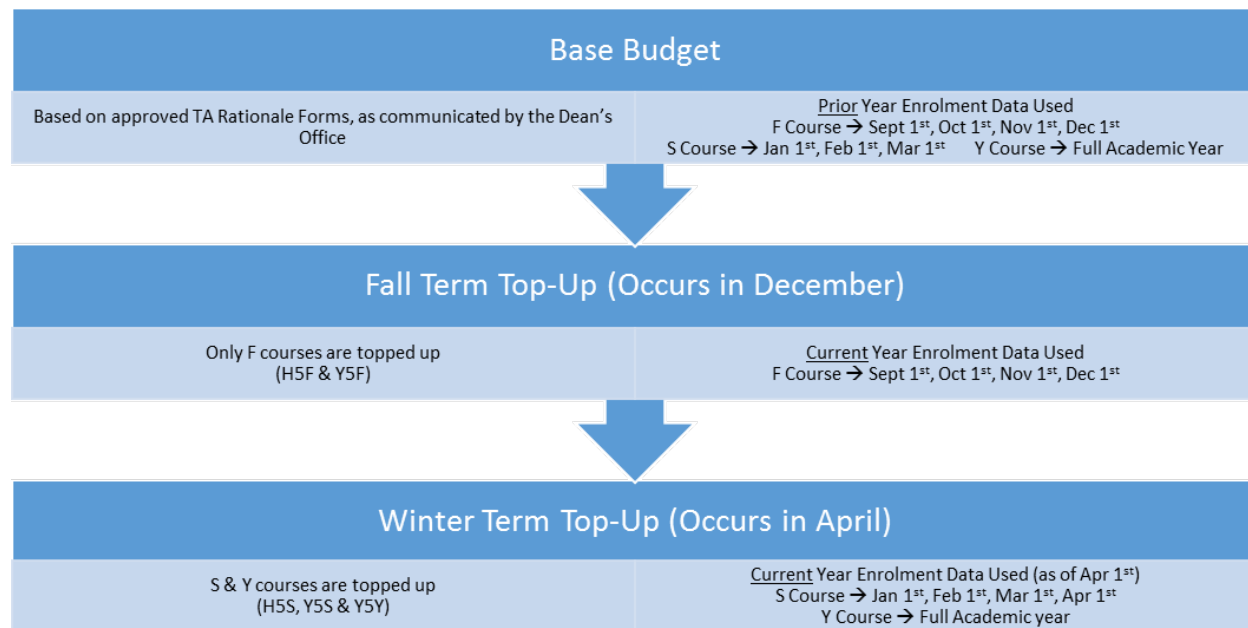 Base Budget
Based on approved TA Rationale Forms, as communicated by the Dean's
Office
Prior Year Enrolment Data Used
F Course → Sept 1st, Oct 1st, Nov 1st, Dec 1st
S Course → Jan 1st, Feb 1st, Mar 1st Y Course → Full Academic Year
Fall Term Top-Up (Occurs in December)
Only F courses are topped up
(H5F & Y5F)
Current Year Enrolment Data Used
F Course → Sept 1st, Oct 1st, Nov 1st, Dec 1st
Winter Term Top-Up (Occurs in April)
S & Y courses are topped up
(H5S, Y5S & Y5Y)
Current Year Enrolment Data Used (as of Apr 1st)
S Course → Jan 1st, Feb 1st, Mar 1st, Apr 1st
Y Course → Full Academic year